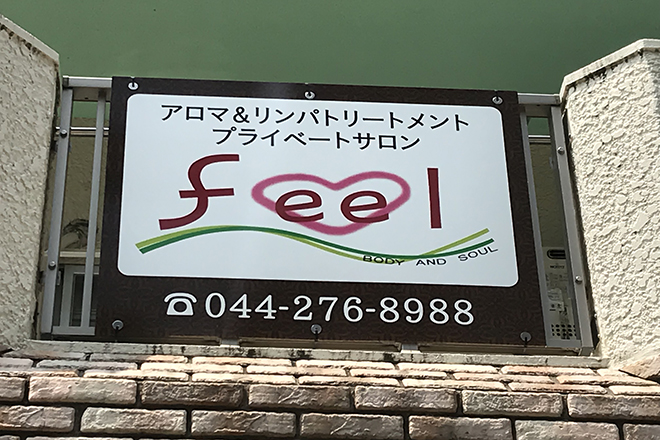 アロマ&リンパトリートメント
プライベートサロン
feel
BODY AND SOUL
☎044-276-8988